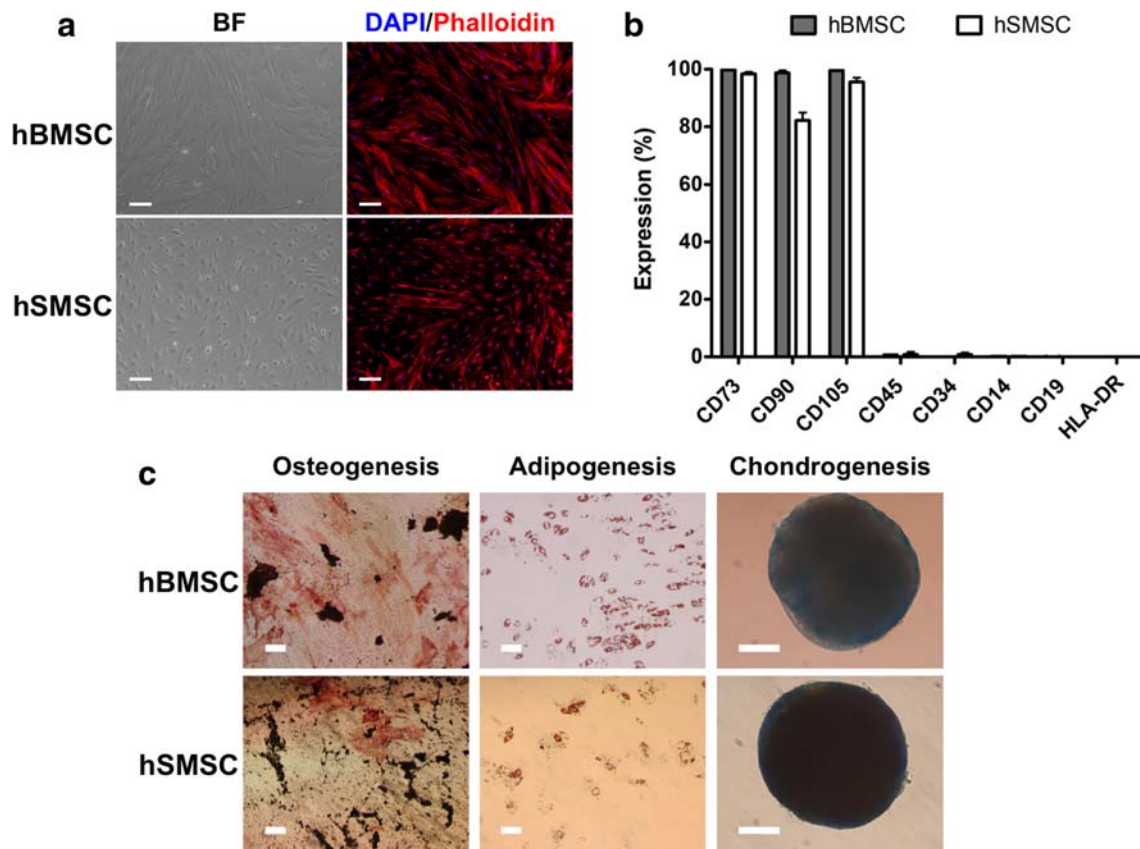 a
BF
DAPI/Phalloidin
hBMSC
hSMSC
b
hBMSC
hSMSC
Expression (%)
100
80
60
40
20
0
CD73
CD90
CD105
CD45
CD34
CD14
CD19
HLA-DR
c
Osteogenesis
Adipogenesis
Chondrogenesis
hBMSC
hSMSC